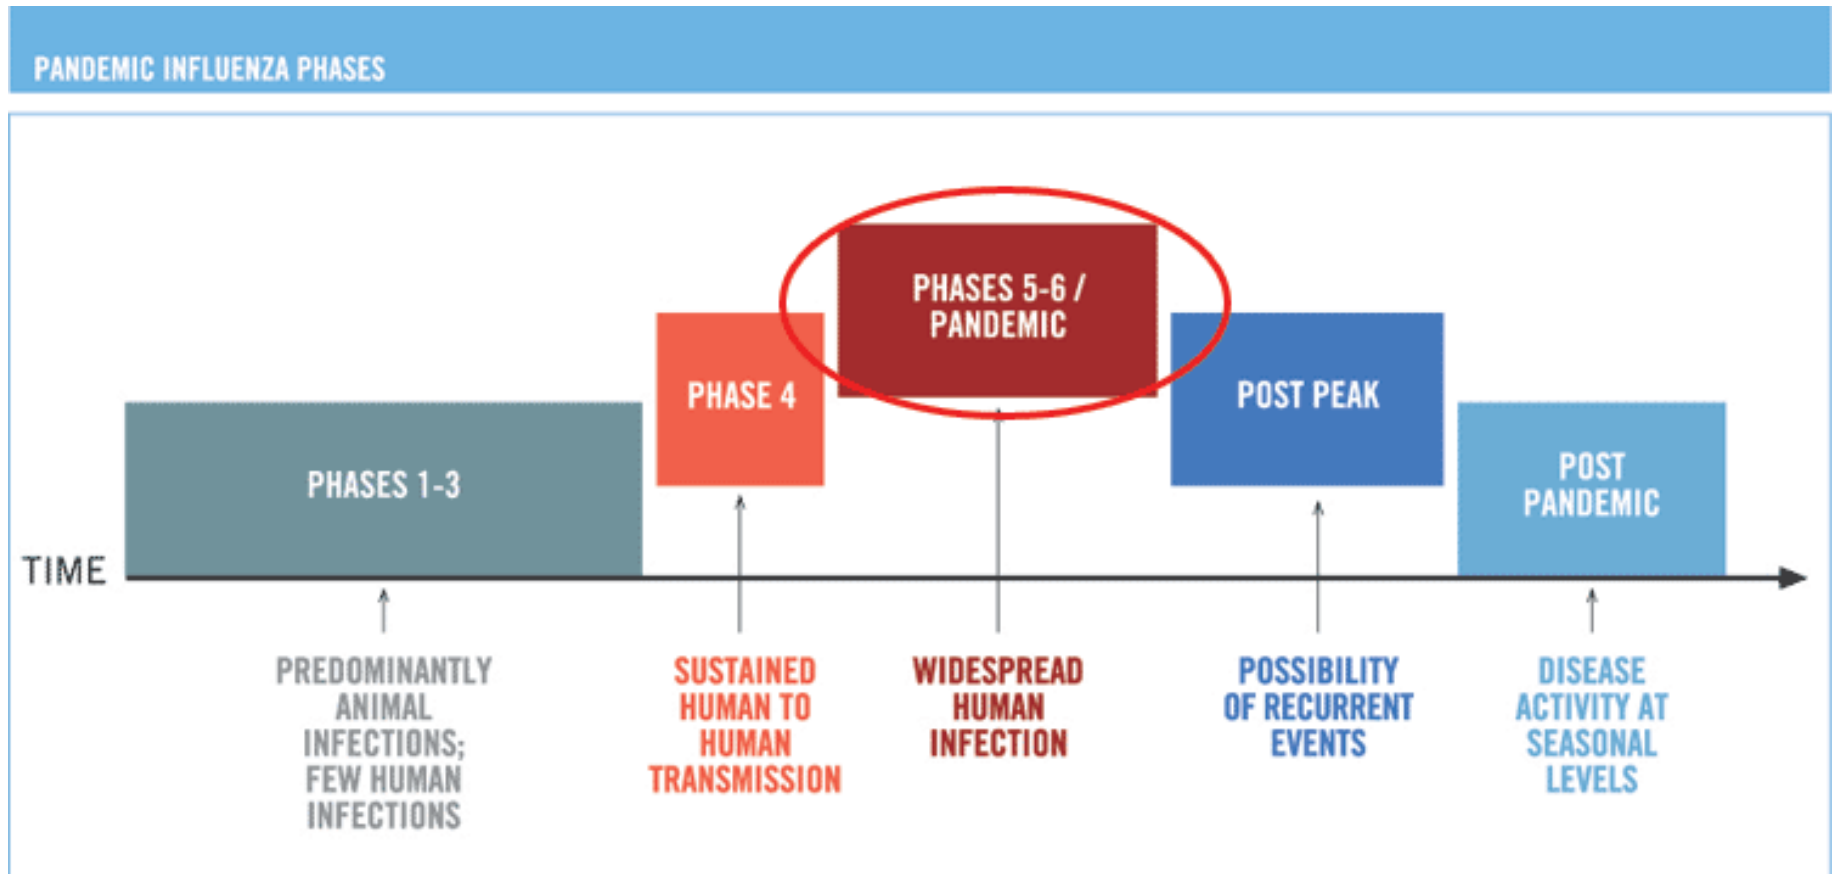 PANDEMIC INFLUENZA PHASES
PHASES 5-6 /
PANDEMIC
PHASE 4
POST PEAK
PHASES 1-3
POST
PANDEMIC
TIME
PREDOMINANTLY
ANIMAL
INFECTIONS;
FEW HUMAN
INFECTIONS
SUSTAINED
HUMAN TO
HUMAN
TRANSMISSION
WIDESPREAD
HUMAN
INFECTION
POSSIBILITY
OF RECURRENT
EVENTS
DISEASE
ACTIVITY AT
SEASONAL
LEVELS